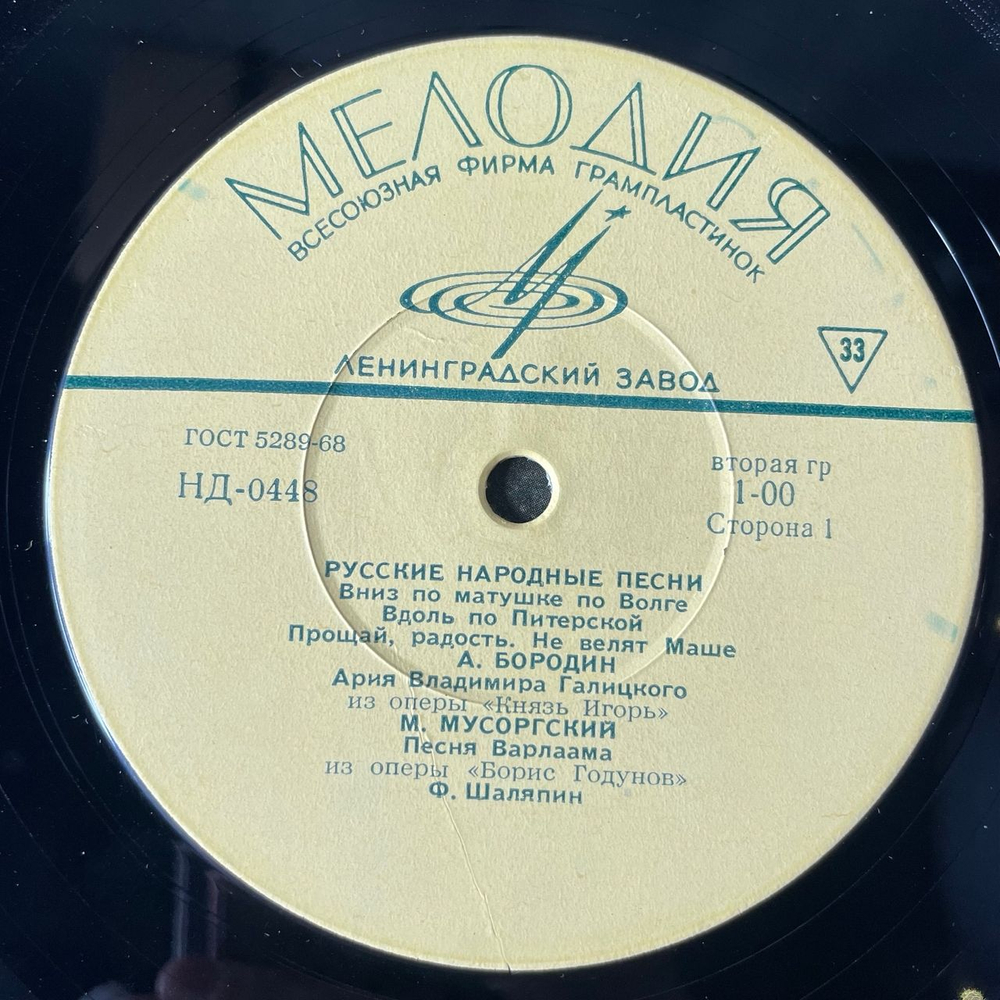 МЕЛОДИЯ
ВСЕСОЮЗНАЯ ФИРМА ГРАМПЛАСТИНОК
33
ЛЕНИНГРАДСКИЙ ЗАВОД
ГОСТ 5289-68
НД-0448
вторая гр
1-00
Сторона 1
РУССКИЕ НАРОДНЫЕ ПЕСНИ
Вниз по матушке по Волге
Вдоль по Питерской
Прощай, радость. Не велят Маше
А. БОРОДИН
Ария Владимира Галицкого
из оперы «Князь Игорь»
М. МУСОРГСКИЙ
Песня Варлаама
из оперы «Борис Годунов»
Ф. Шаляпин